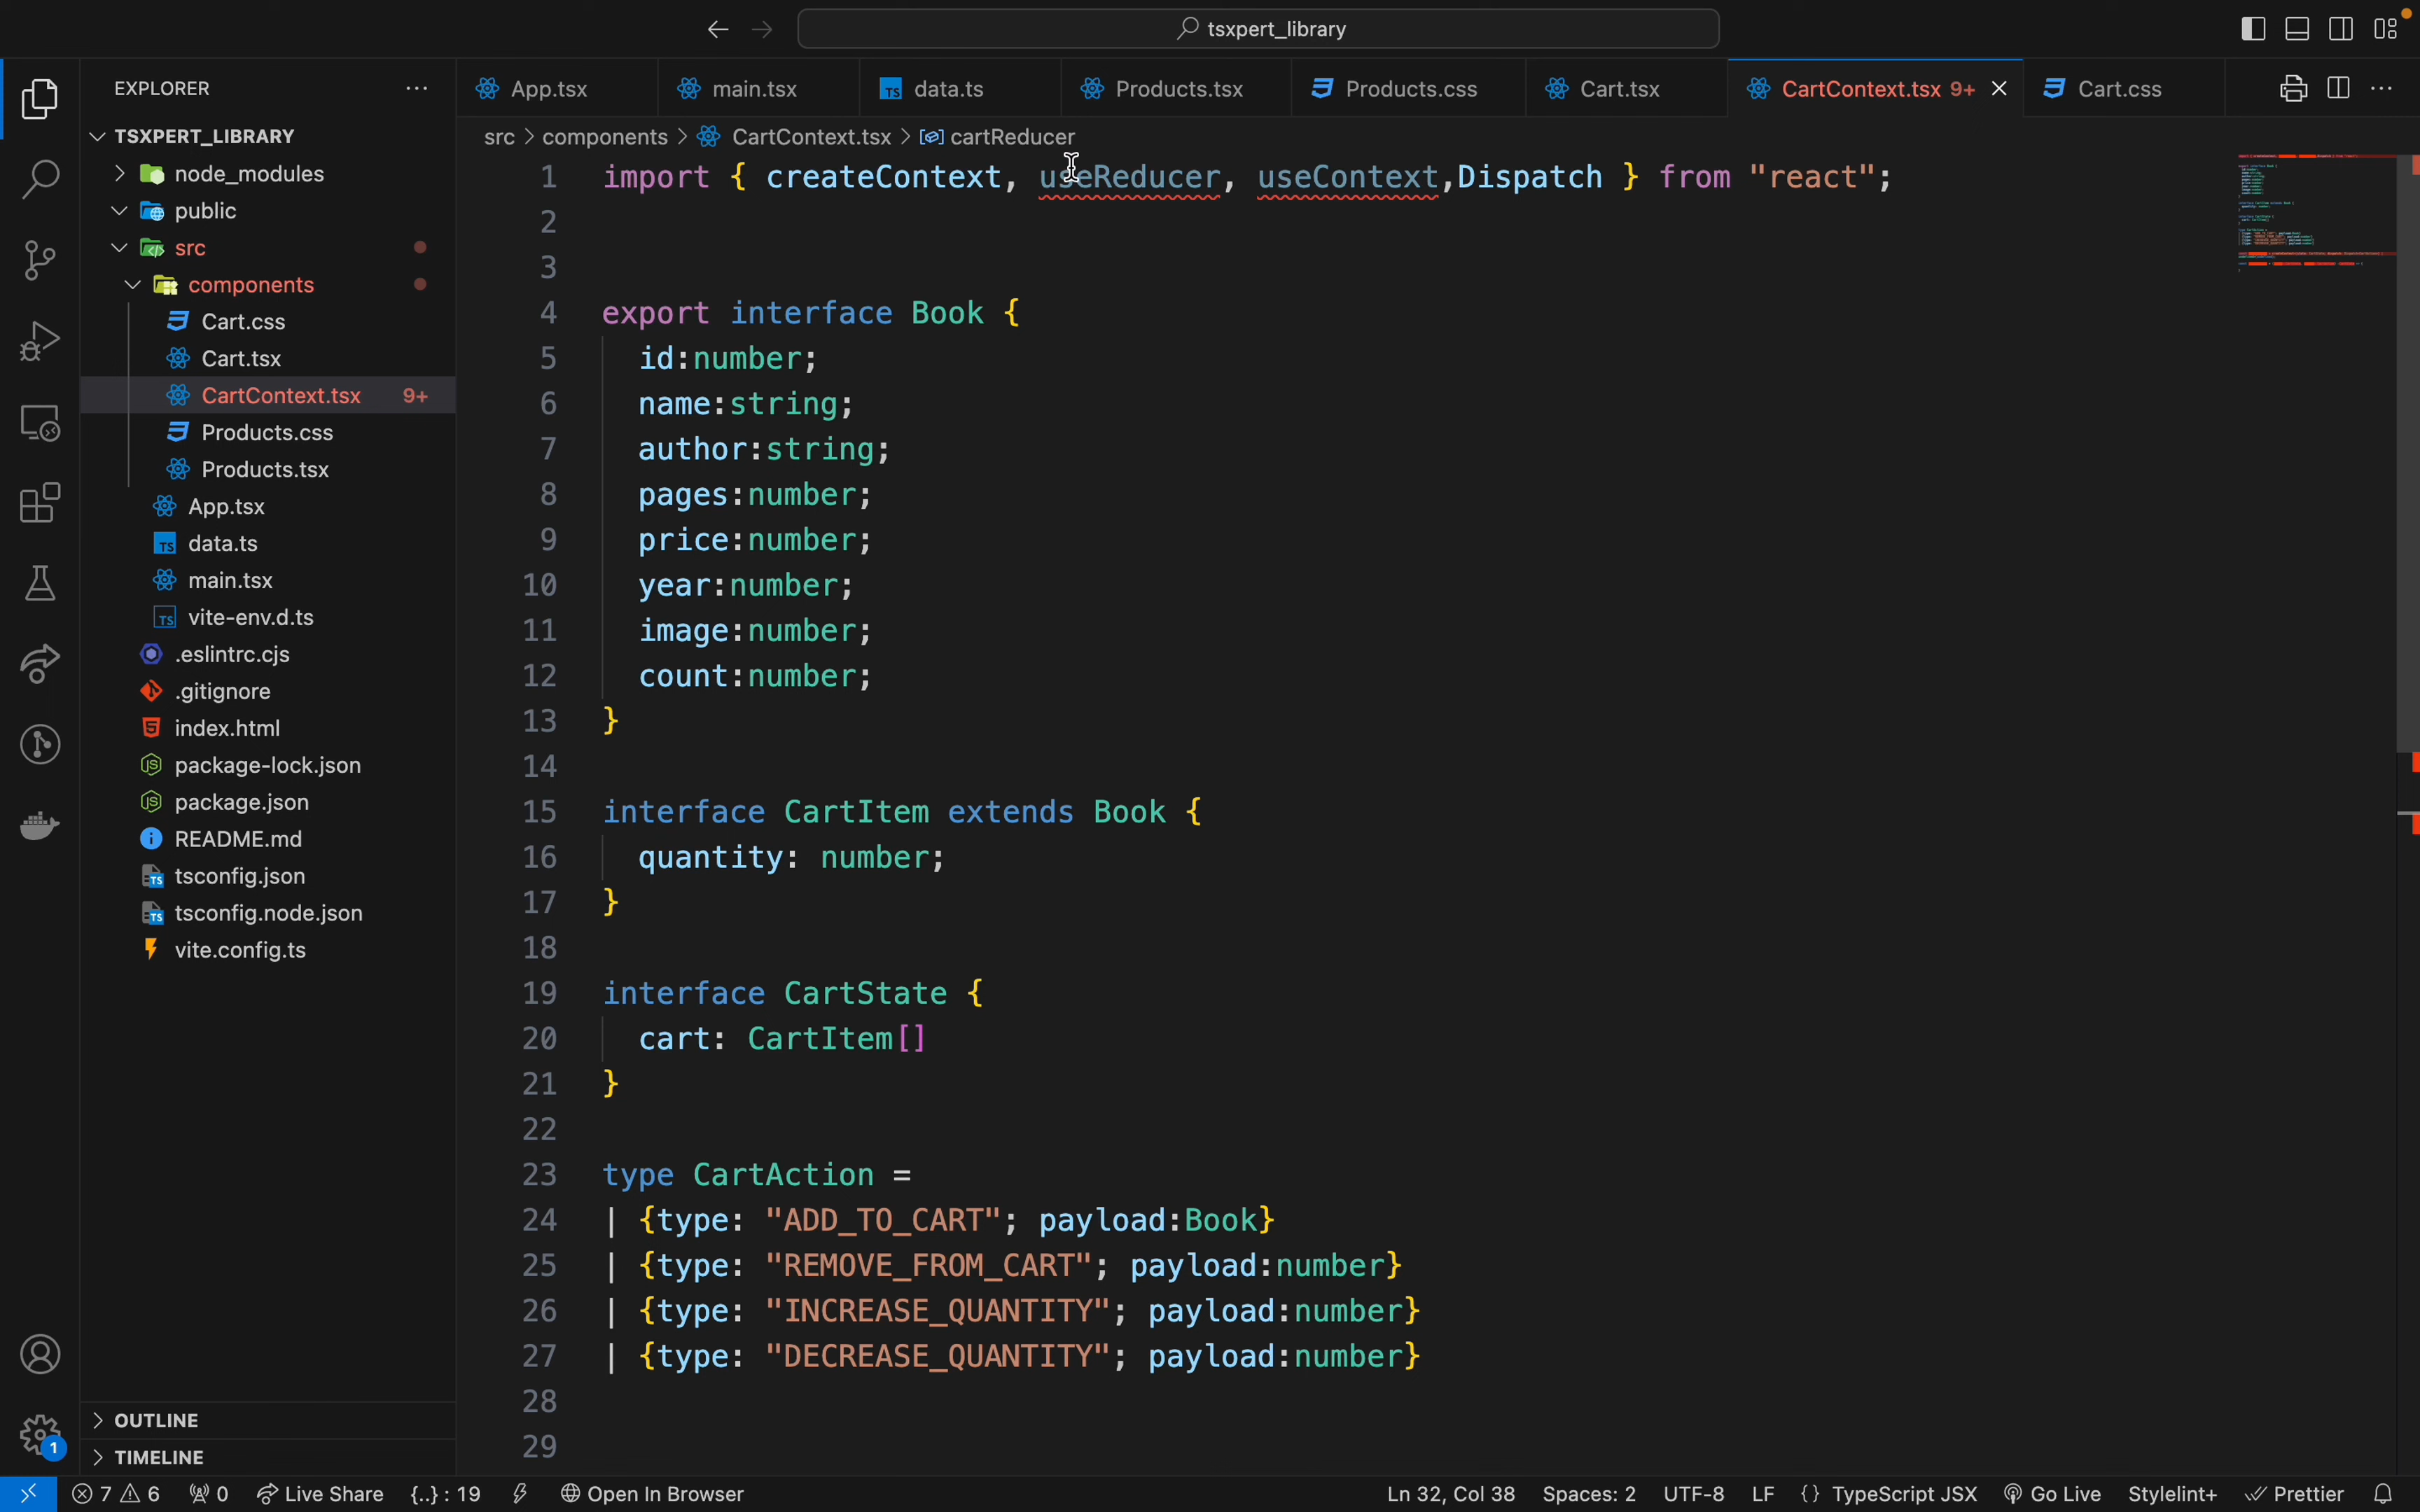 tsxpert_library
EXPLORER
App.tsx
main.tsx
data.ts
Products.tsx
Products.css
Cart.tsx
CartContext.tsx 9+
Cart.css
TSXPERT_LIBRARY
src > components > CartContext.tsx > cartReducer
node_modules
public
src
components
Cart.css
Cart.tsx
CartContext.tsx 9+
Products.css
Products.tsx
App.tsx
data.ts
main.tsx
vite-env.d.ts
.eslintrc.cjs
.gitignore
index.html
package-lock.json
package.json
README.md
tsconfig.json
tsconfig.node.json
vite.config.ts
OUTLINE
TIMELINE
1
1 import { createContext, useReducer, useContext,Dispatch } from "react";
2
3
4 export interface Book {
5 id:number;
6 name:string;
7 author:string;
8 pages:number;
9 price:number;
10 year:number;
11 image:number;
12 count:number;
13 }
14
15 interface CartItem extends Book {
16 quantity: number;
17 }
18
19 interface CartState {
20 cart: CartItem[]
21 }
22
23 type CartAction =
24 | {type: "ADD_TO_CART"; payload:Book}
25 | {type: "REMOVE_FROM_CART"; payload:number}
26 | {type: "INCREASE_QUANTITY"; payload:number}
27 | {type: "DECREASE_QUANTITY"; payload:number}
28
29
7 6 0 Live Share {..} : 19 Open In Browser Ln 32, Col 38 Spaces: 2 UTF-8 LF {} TypeScript JSX Go Live Stylelint+ Prettier